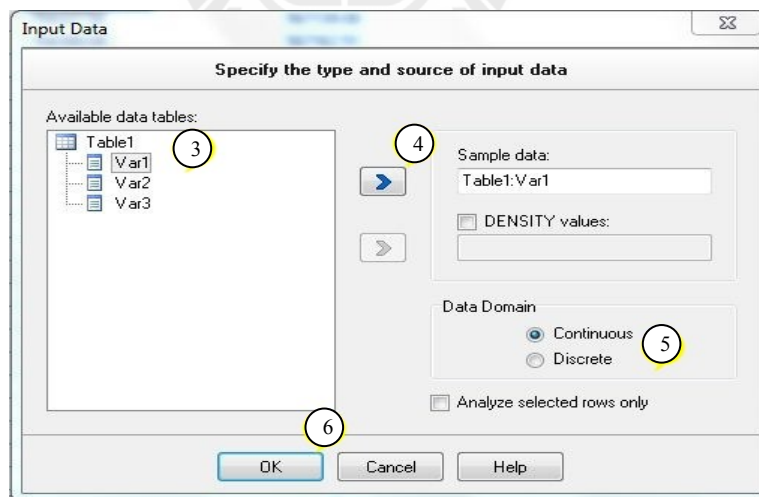 Input Data
Specify the type and source of input data
Available data tables:
Table1
Var1
Var2
Var3
3
4
Sample data:
Table1:Var1
DENSITY values:
Data Domain
Continuous
Discrete
5
Analyze selected rows only
6
OK
Cancel
Help